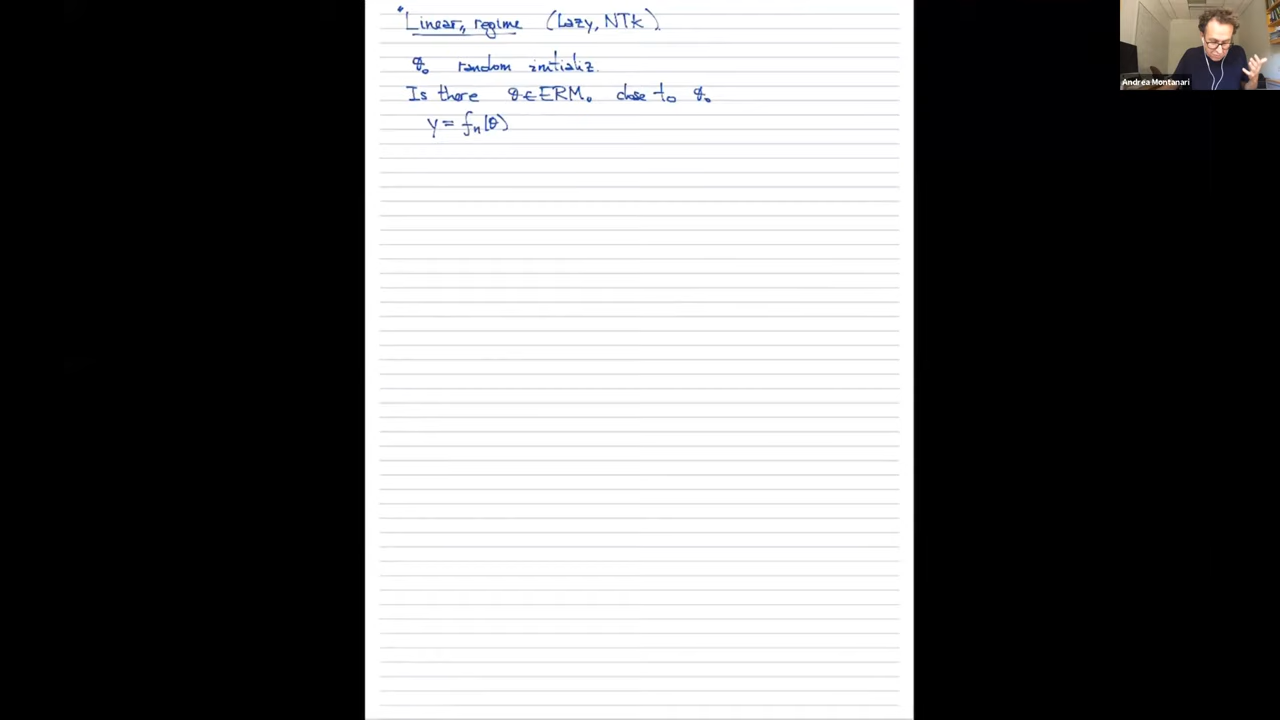 * Linear regime (Lazy, NTK).
θ₀ random initializ.
Is there θ∈ERM₀ close to θ₀
y = fₙ(θ)
Andrea Montanari